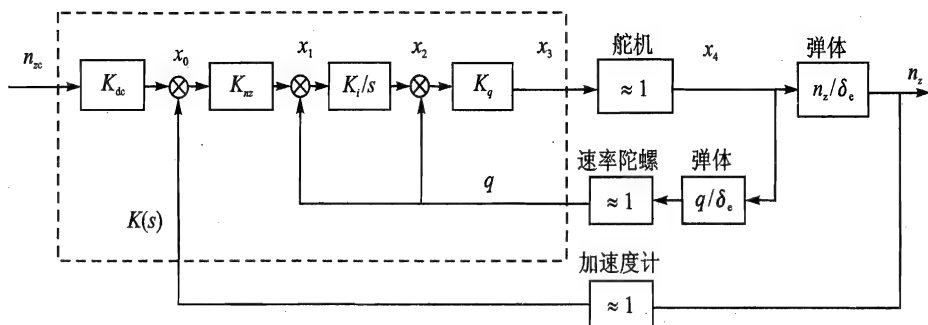 n_zc
K_dc
x_0
K_nz
x_1
K_i/s
x_2
K_q
x_3
舵机
≈1
x_4
弹体
n_z/δ_e
n_z
q
速率陀螺
≈1
弹体
q/δ_e
K(s)
加速度计
≈1